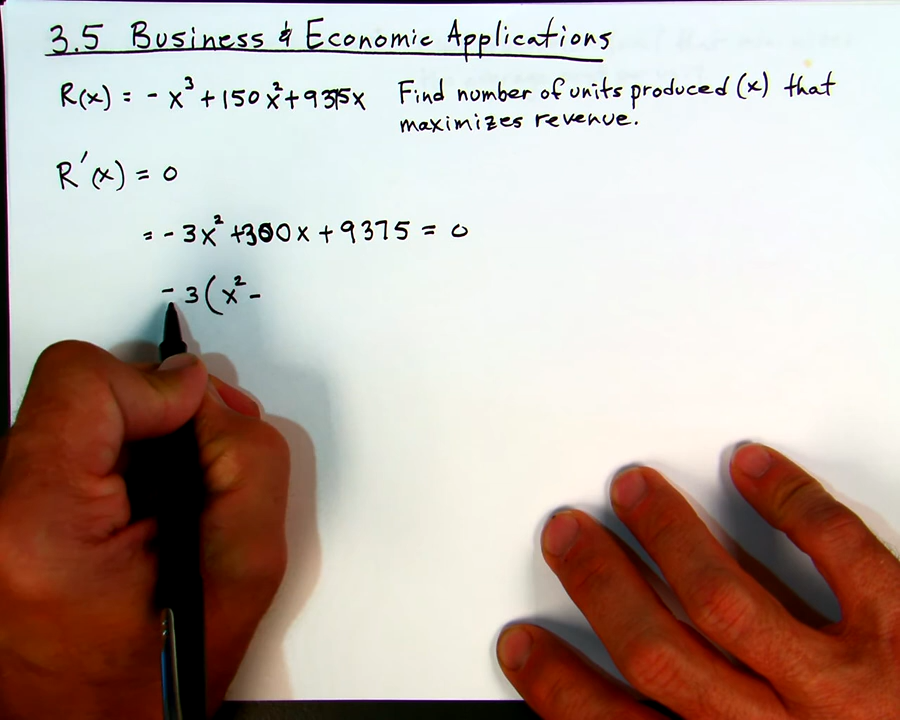 3.5 Business & Economic Applications
R(x) = - x³ + 150x² + 9375x Find number of units produced (x) that
maximizes revenue.
R′(x) = 0
= - 3x² + 300x + 9375 = 0
- 3(x² -